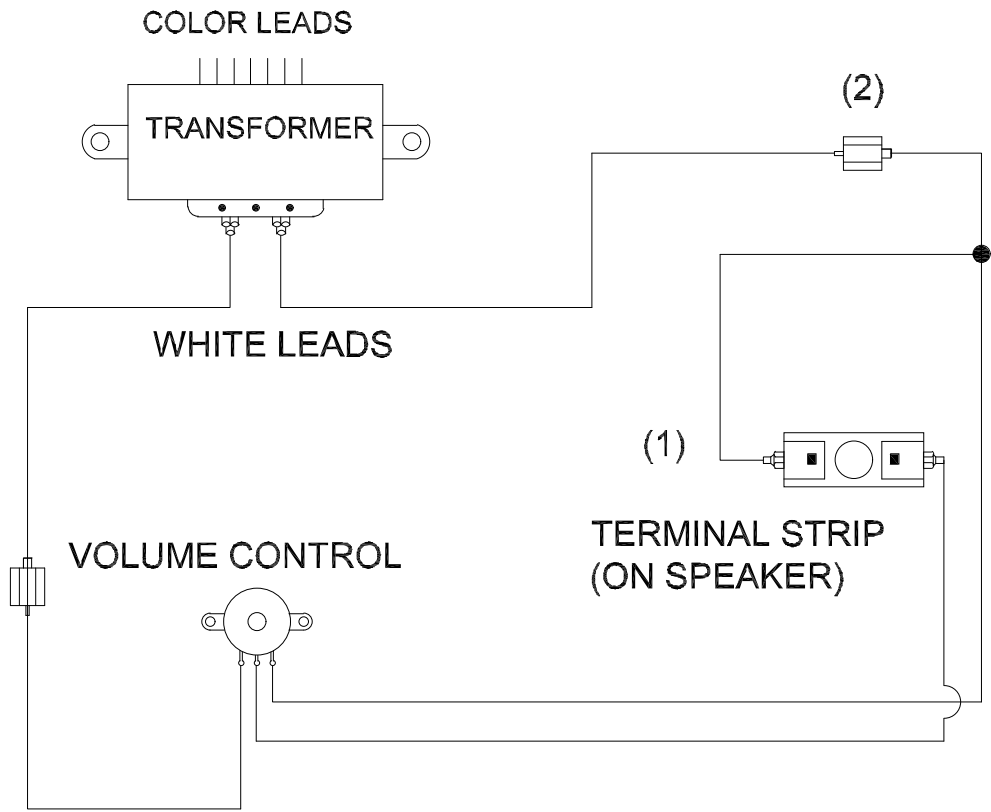 COLOR LEADS
TRANSFORMER
(2)
WHITE LEADS
(1)
TERMINAL STRIP
(ON SPEAKER)
VOLUME CONTROL